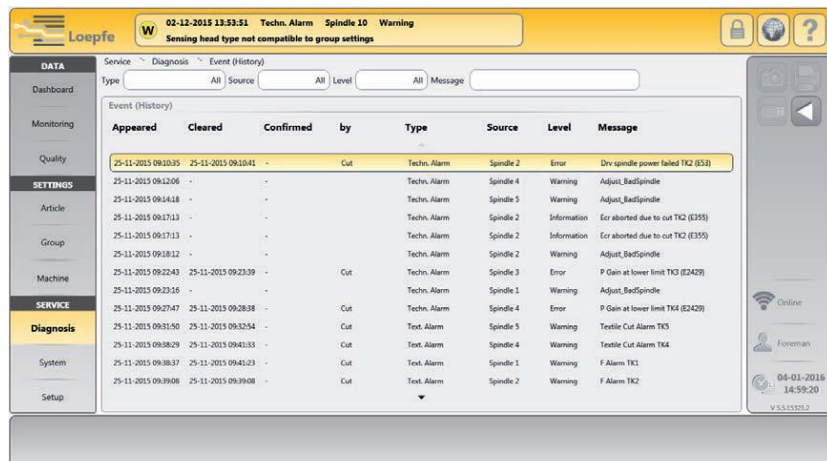 Loepfe
W 02-12-2015 13:53:51 Techn. Alarm Spindle 10 Warning
Sensing head type not compatible to group settings
?
DATA
Dashboard
Monitoring
Quality
SETTINGS
Article
Group
Machine
SERVICE
Diagnosis
System
Setup
Service Diagnosis Event (History)
Type All Source All Level All Message
Event (History)
Appeared Cleared Confirmed by Type Source Level Message
25-11-2015 09:10:35 25-11-2015 09:10:41 - Cut Techn. Alarm Spindle 2 Error Drv spindle power failed TK2 (E53)
25-11-2015 09:12:06 - - Techn. Alarm Spindle 4 Warning Adjust_BadSpindle
25-11-2015 09:14:18 - - Techn. Alarm Spindle 5 Warning Adjust_BadSpindle
25-11-2015 09:17:13 - - Techn. Alarm Spindle 2 Information Ecr aborted due to cut TK2 (E355)
25-11-2015 09:17:13 - - Techn. Alarm Spindle 2 Information Ecr aborted due to cut TK2 (E355)
25-11-2015 09:18:12 - - Techn. Alarm Spindle 2 Warning Adjust_BadSpindle
25-11-2015 09:22:43 25-11-2015 09:23:39 - Cut Techn. Alarm Spindle 3 Error P Gain at lower limit TK3 (E2429)
25-11-2015 09:23:16 - - Techn. Alarm Spindle 1 Warning Adjust_BadSpindle
25-11-2015 09:27:47 25-11-2015 09:28:38 - Cut Techn. Alarm Spindle 4 Error P Gain at lower limit TK4 (E2429)
25-11-2015 09:31:50 25-11-2015 09:32:54 - Cut Text. Alarm Spindle 5 Warning Textile Cut Alarm TK5
25-11-2015 09:38:29 25-11-2015 09:41:33 - Cut Text. Alarm Spindle 4 Warning Textile Cut Alarm TK4
25-11-2015 09:38:37 25-11-2015 09:41:23 - Cut Text. Alarm Spindle 1 Warning F Alarm TK1
25-11-2015 09:39:08 25-11-2015 09:39:08 - Cut Text. Alarm Spindle 2 Warning F Alarm TK2
Online
Foreman
04-01-2016
14:59:20
V 5.5.15321.2